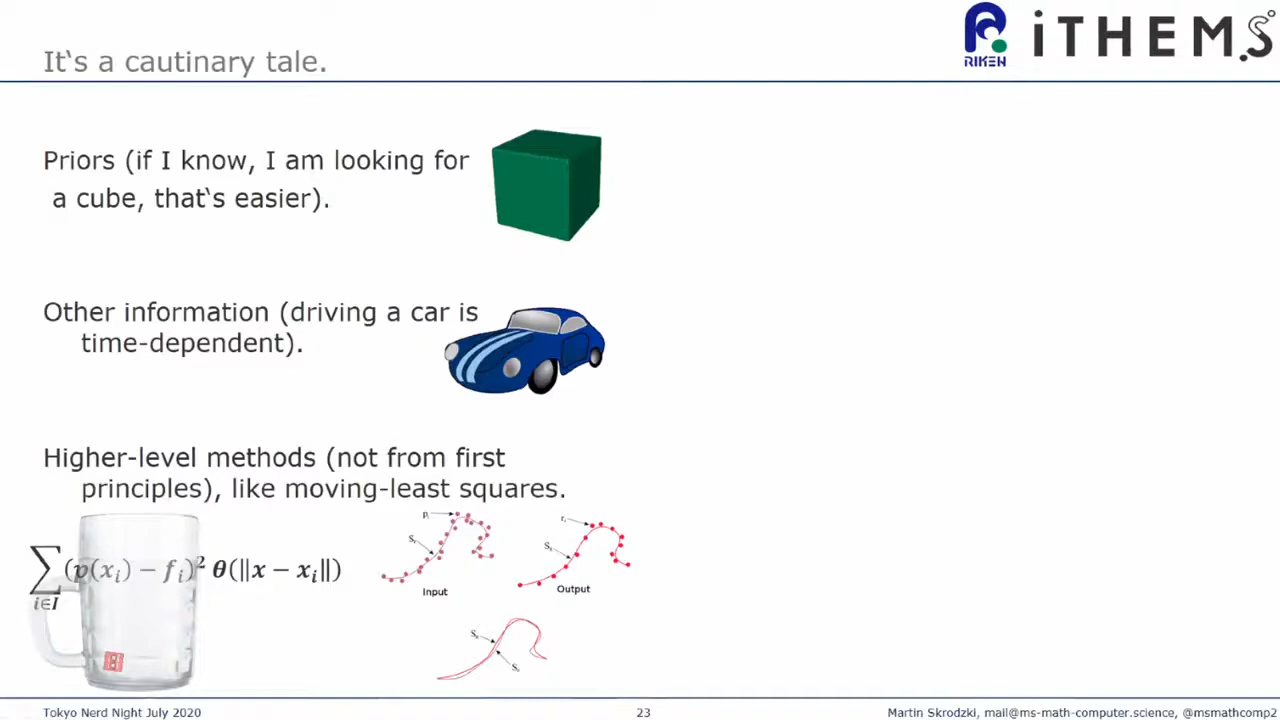 It‘s a cautinary tale.
RIKEN
iTHEMS
Priors (if I know, I am looking for
a cube, that‘s easier).
Other information (driving a car is
time-dependent).
Higher-level methods (not from first
principles), like moving-least squares.
∑ i∈I (p(xᵢ) − fᵢ)² θ(‖x − xᵢ‖)
Input
Output
Tokyo Nerd Night July 2020
23
Martin Skrodzki, mail@ms-math-computer.science, @msmathcomp2